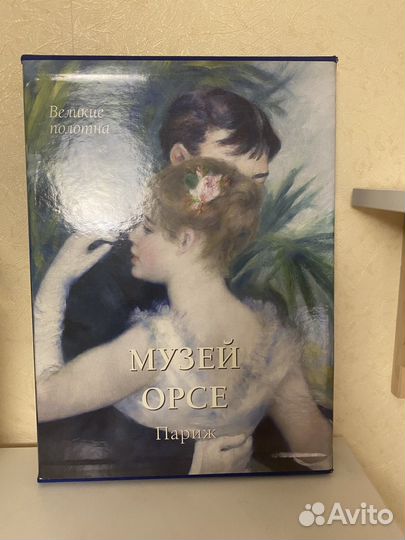 Великие
полотна
МУЗЕЙ
ОРСЕ
Париж
Avito